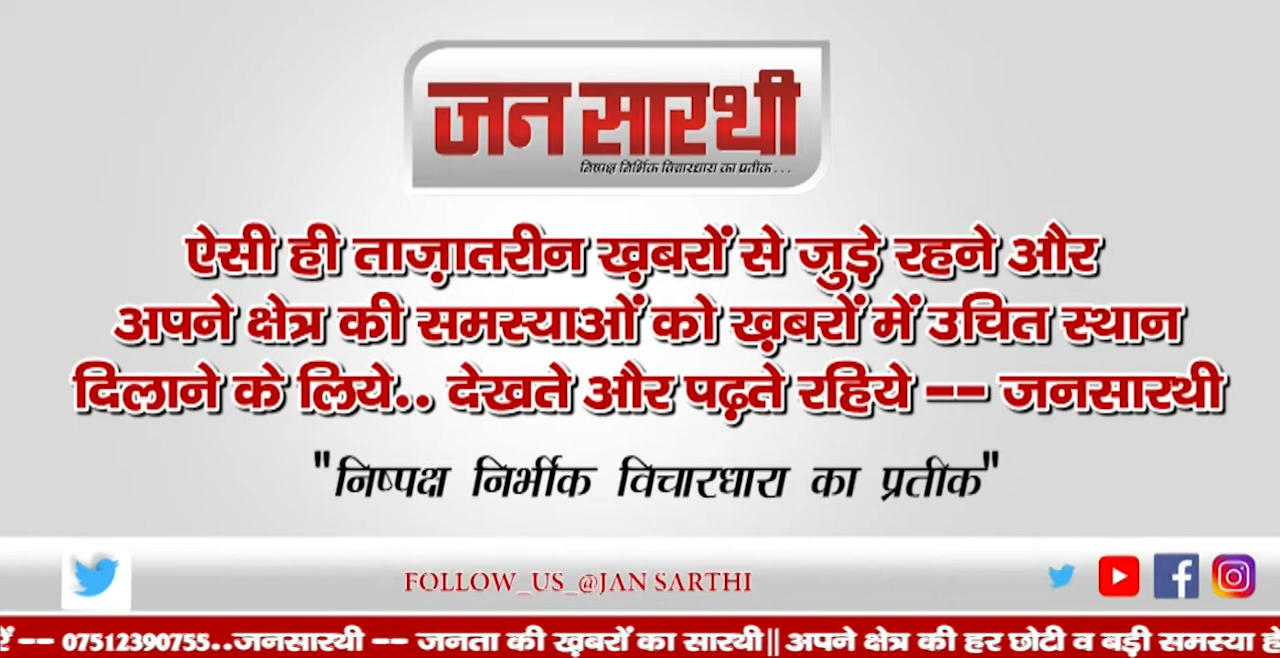 जन सारथी
निष्पक्ष निर्भिक विचारधारा का प्रतीक...
ऐसी ही ताज़ातरीन ख़बरों से जुड़े रहने और
अपने क्षेत्र की समस्याओं को ख़बरों में उचित स्थान
दिलाने के लिये.. देखते और पढ़ते रहिये -- जनसारथी
"निष्पक्ष निर्भीक विचारधारा का प्रतीक"
FOLLOW_US_@JAN SARTHI
-- 07512390755..जनसारथी -- जनता की ख़बरों का सारथी|| अपने क्षेत्र की हर छोटी व बड़ी समस्या